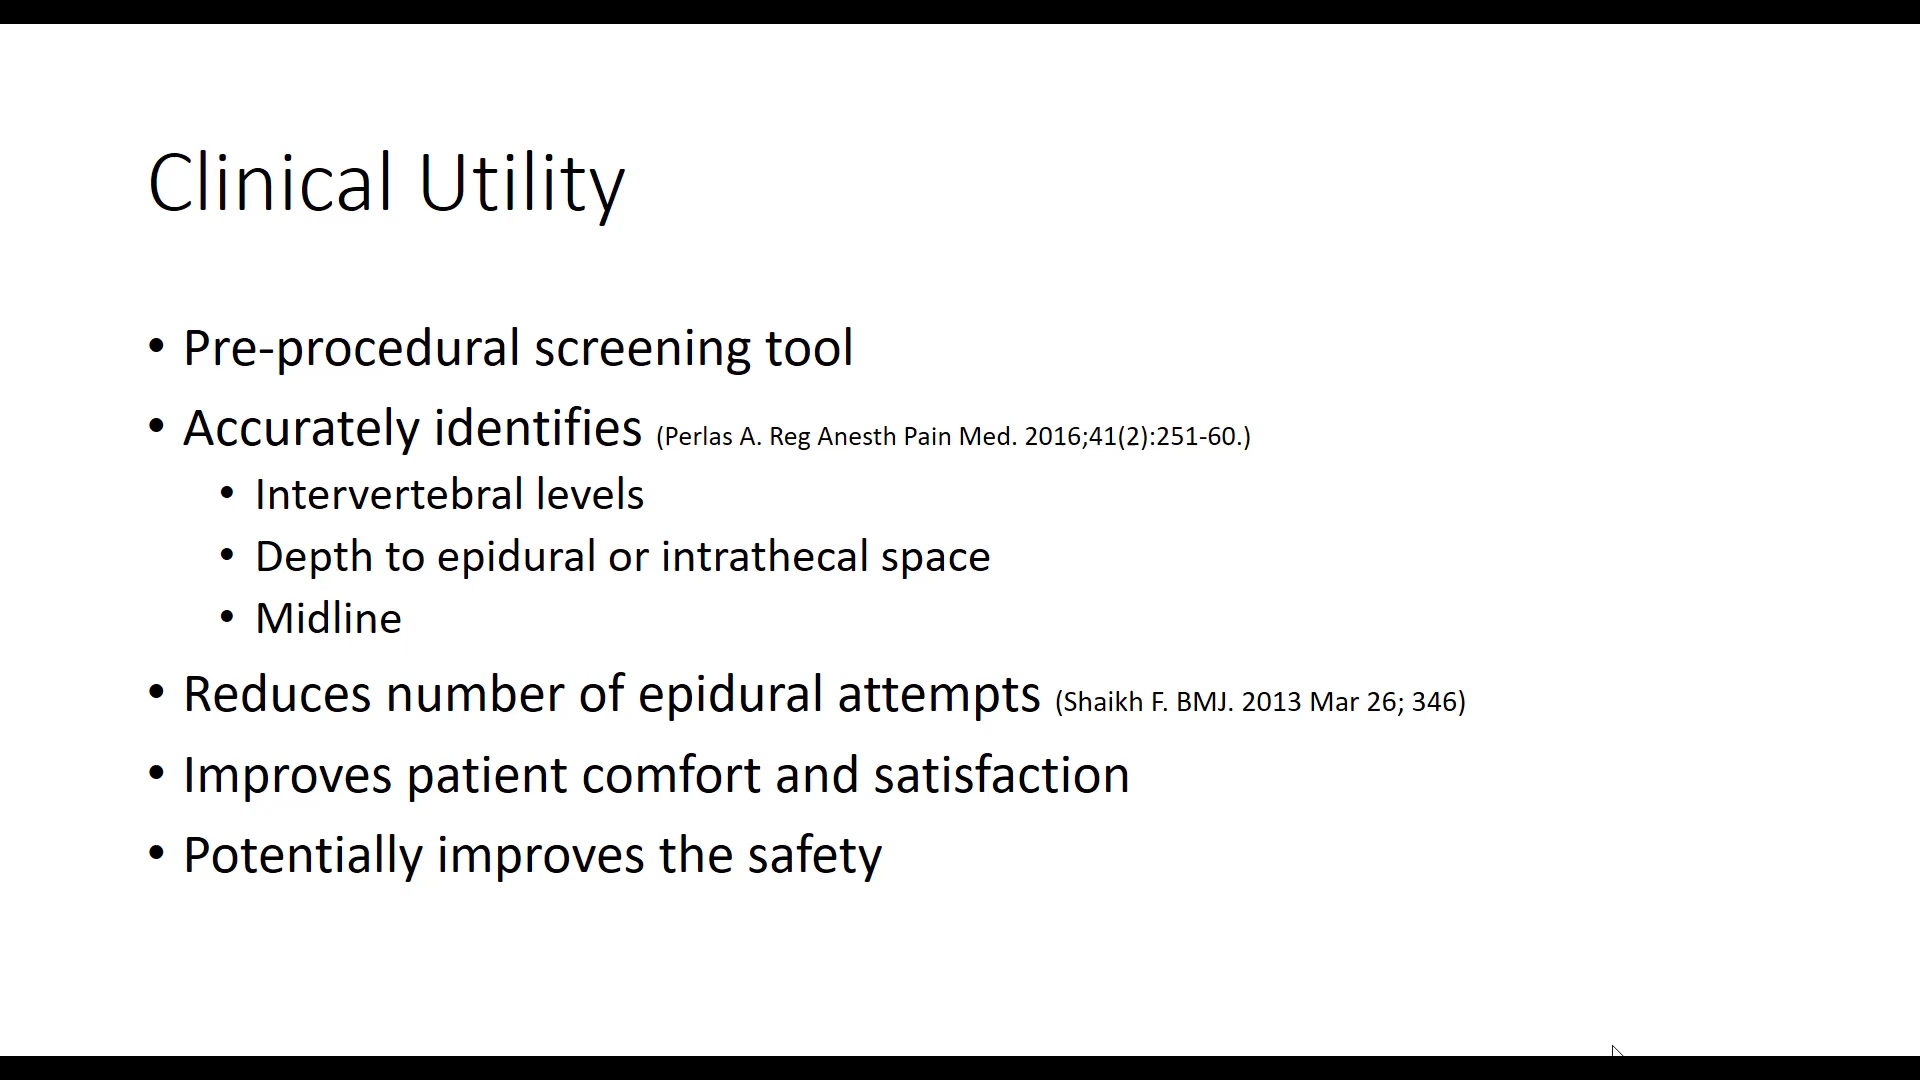 Clinical Utility
• Pre-procedural screening tool
• Accurately identifies (Perlas A. Reg Anesth Pain Med. 2016;41(2):251-60.)
• Intervertebral levels
• Depth to epidural or intrathecal space
• Midline
• Reduces number of epidural attempts (Shaikh F. BMJ. 2013 Mar 26; 346)
• Improves patient comfort and satisfaction
• Potentially improves the safety